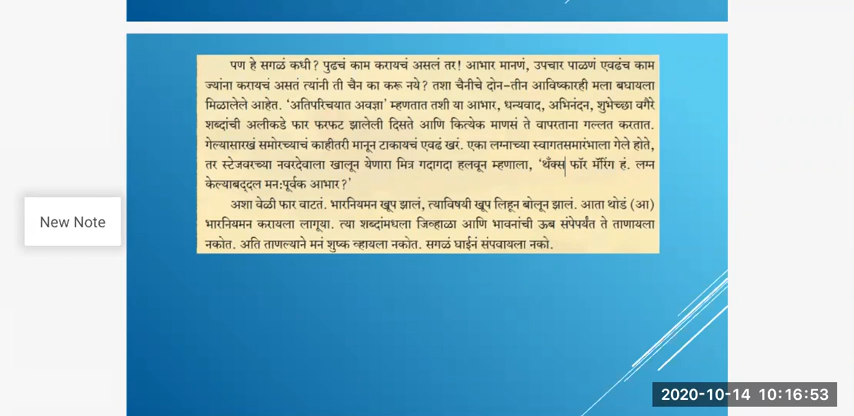 पण हे सगळं कधी? पुढचं काम करायचं असलं तर! आभार मानणं, उपचार पाळणं एवढंच काम
ज्यांना करायचं असतं त्यांनी ती चैन का करू नये? तशा चैनीचे दोन-तीन आविष्कारही मला बघायला
मिळालेले आहेत. 'अतिपरिचयात अवज्ञा' म्हणतात तशी या आभार, धन्यवाद, अभिनंदन, शुभेच्छा वगैरे
शब्दांची अलीकडे फार फरफट झालेली दिसते आणि कित्येक माणसं ते वापरताना गल्लत करतात.
गेल्यासारखं समोरच्याचं काहीतरी मानून टाकायचं एवढं खरं. एका लग्नाच्या स्वागतसमारंभाला गेले होते,
तर स्टेजवरच्या नवरदेवाला खालून येणारा मित्र गदागदा हलवून म्हणाला, 'थँक्स फॉर मॅरिंग हं. लग्न
केल्याबद्दल मन:पूर्वक आभार?'
अशा वेळी फार वाटतं. भारनियमन खूप झालं, त्याविषयी खूप लिहून बोलून झालं. आता थोडं (आ)
भारनियमन करायला लागूया. त्या शब्दांमधला जिव्हाळा आणि भावनांची ऊब संपेपर्यंत ते ताणायला
नकोत. अति ताणल्याने मनं शुष्क व्हायला नकोत. सगळं घाईनं संपवायला नको.
New Note
2020-10-14 10:16:53